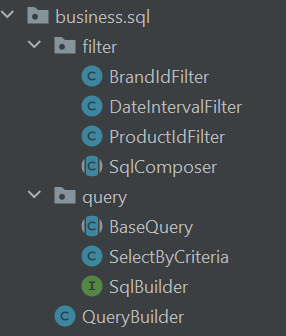 business.sql
filter
C BrandIdFilter
C DateIntervalFilter
C ProductIdFilter
C SqlComposer
query
C BaseQuery
C SelectByCriteria
I SqlBuilder
C QueryBuilder